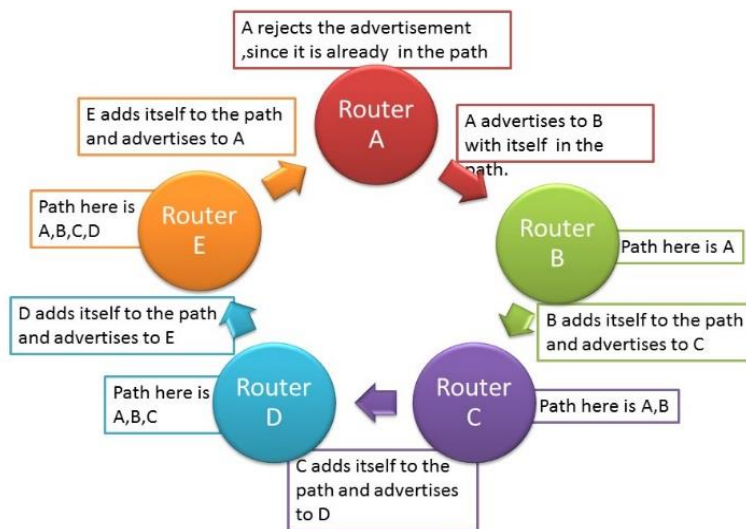 A rejects the advertisement
,since it is already in the path
Router
A
A advertises to B
with itself in the
path.
Router
B
Path here is A
B adds itself to the path
and advertises to C
Router
C
Path here is A,B
C adds itself to the
path and advertises
to D
Router
D
Path here is
A,B,C
D adds itself to the path
and advertises to E
Router
E
Path here is
A,B,C,D
E adds itself to the path
and advertises to A